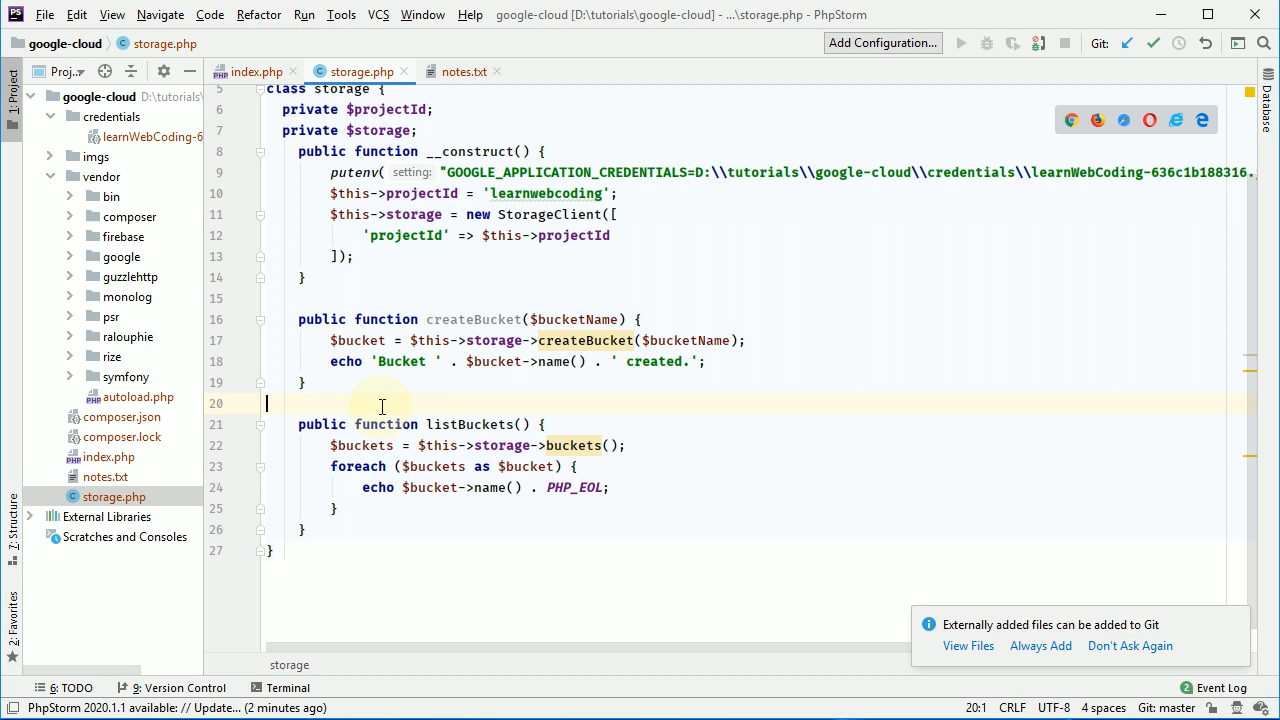 PS File Edit View Navigate Code Refactor Run Tools VCS Window Help google-cloud [D:\tutorials\google-cloud] - ...\storage.php - PhpStorm
google-cloud storage.php Add Configuration... Git:
1: Project Proj... index.php storage.php notes.txt Database
google-cloud D:\tutorials\
credentials
learnWebCoding-6
imgs
vendor
bin
composer
firebase
google
guzzlehttp
monolog
psr
ralouphie
rize
symfony
autoload.php
composer.json
composer.lock
index.php
notes.txt
storage.php
External Libraries
Scratches and Consoles
7: Structure
2: Favorites
5 class storage {
6 private $projectId;
7 private $storage;
8 public function __construct() {
9 putenv( setting: "GOOGLE_APPLICATION_CREDENTIALS=D:\\tutorials\\google-cloud\\credentials\\learnWebCoding-636c1b188316.
10 $this->projectId = 'learnwebcoding';
11 $this->storage = new StorageClient([
12 'projectId' => $this->projectId
13 ]);
14 }
15
16 public function createBucket($bucketName) {
17 $bucket = $this->storage->createBucket($bucketName);
18 echo 'Bucket ' . $bucket->name() . ' created.';
19 }
20
21 public function listBuckets() {
22 $buckets = $this->storage->buckets();
23 foreach ($buckets as $bucket) {
24 echo $bucket->name() . PHP_EOL;
25 }
26 }
27 }
Externally added files can be added to Git
View Files Always Add Don't Ask Again
storage
6: TODO 9: Version Control Terminal 2 Event Log
PhpStorm 2020.1.1 available: // Update... (2 minutes ago) 20:1 CRLF UTF-8 4 spaces Git: master